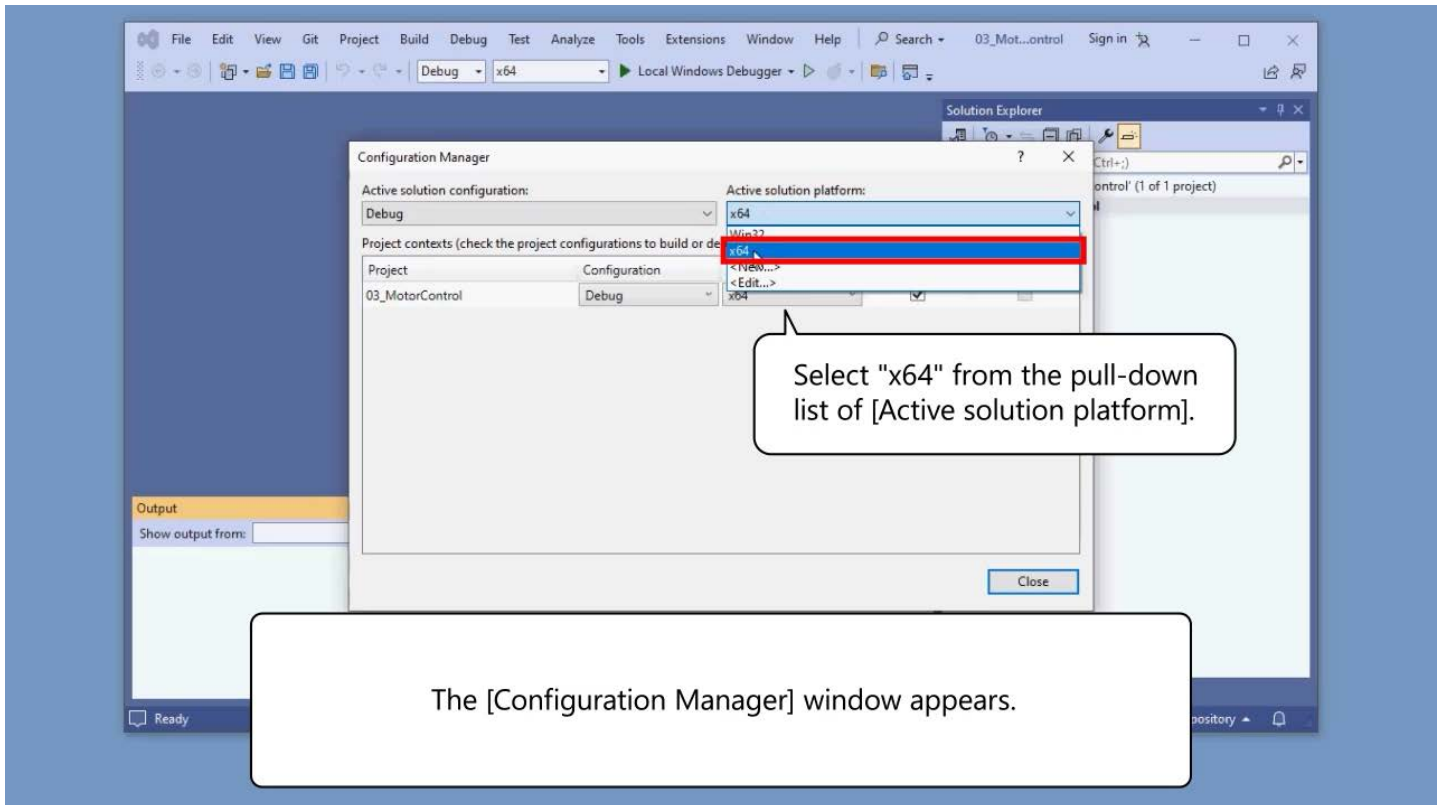 File Edit View Git Project Build Debug Test Analyze Tools Extensions Window Help Search 03_Mot...ontrol Sign in
Debug x64 Local Windows Debugger
Solution Explorer
Configuration Manager ? Ctrl+;)
Active solution configuration: Active solution platform: ontrol' (1 of 1 project)
Debug x64
Win32
Project contexts (check the project configurations to build or de
x64
Project Configuration <New...>
<Edit...>
03_MotorControl Debug x64
Select "x64" from the pull-down
list of [Active solution platform].
Output
Show output from:
Close
The [Configuration Manager] window appears.
Ready pository